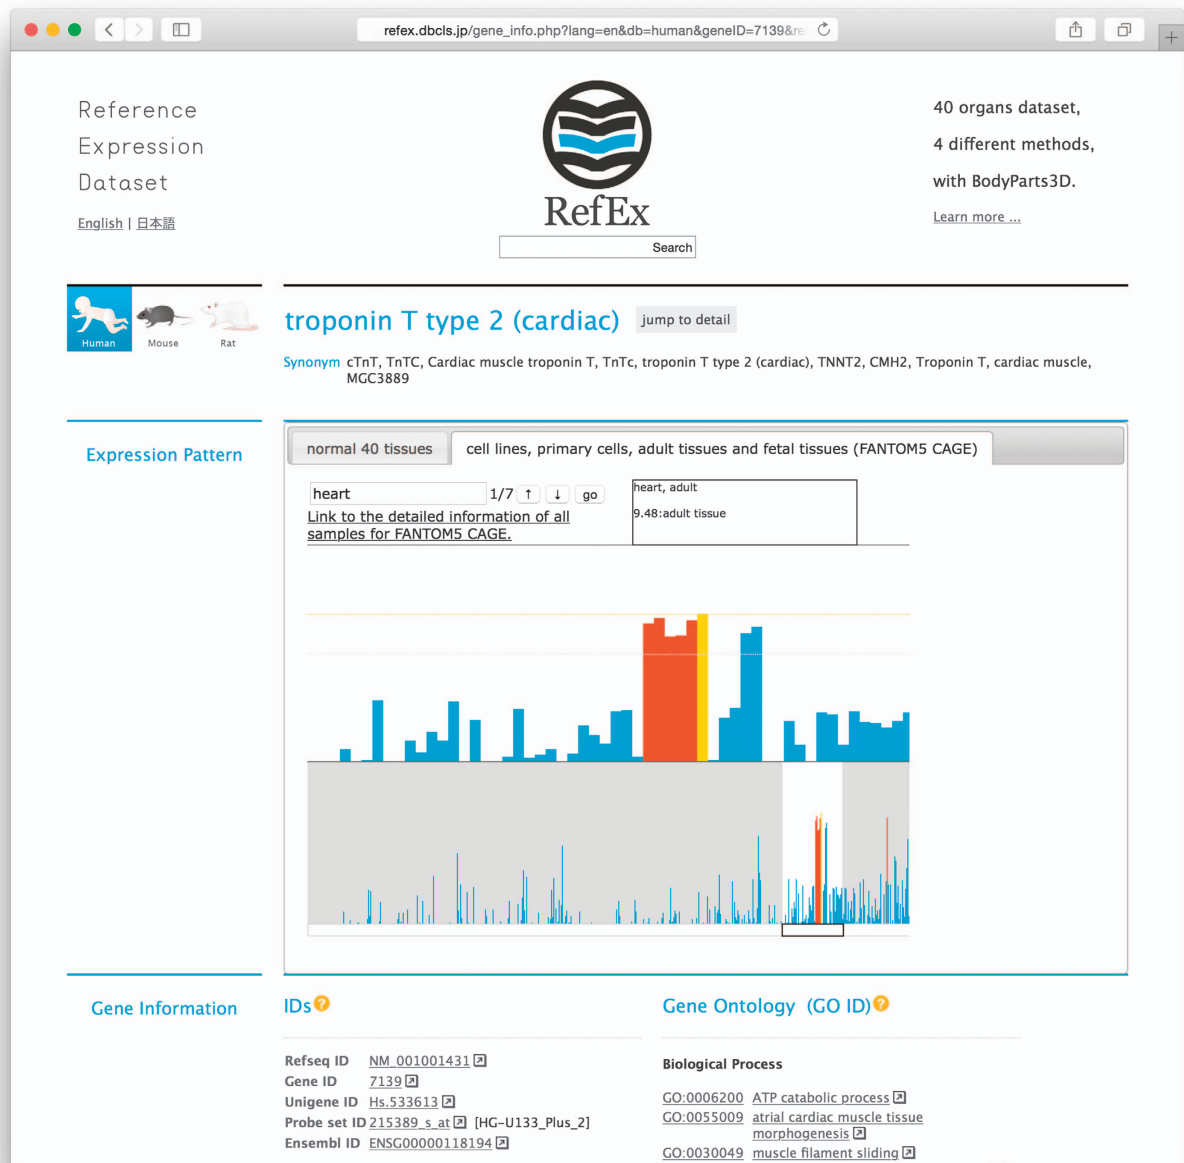 refex.dbcls.jp/gene_info.php?lang=en&db=human&geneID=7139&re
Reference
Expression
Dataset
English | 日本語
RefEx
Search
40 organs dataset,
4 different methods,
with BodyParts3D.
Learn more ...
Human Mouse Rat
troponin T type 2 (cardiac) jump to detail
Synonym cTnT, TnTC, Cardiac muscle troponin T, TnTc, troponin T type 2 (cardiac), TNNT2, CMH2, Troponin T, cardiac muscle,
MGC3889
Expression Pattern
normal 40 tissues cell lines, primary cells, adult tissues and fetal tissues (FANTOM5 CAGE)
heart 1/7 ↑ ↓ go
Link to the detailed information of all
samples for FANTOM5 CAGE.
heart, adult
9.48:adult tissue
Gene Information
IDs ?
Refseq ID NM_001001431
Gene ID 7139
Unigene ID Hs.533613
Probe set ID 215389_s_at [HG-U133_Plus_2]
Ensembl ID ENSG00000118194
Gene Ontology (GO ID) ?
Biological Process
GO:0006200 ATP catabolic process
GO:0055009 atrial cardiac muscle tissue
morphogenesis
GO:0030049 muscle filament sliding